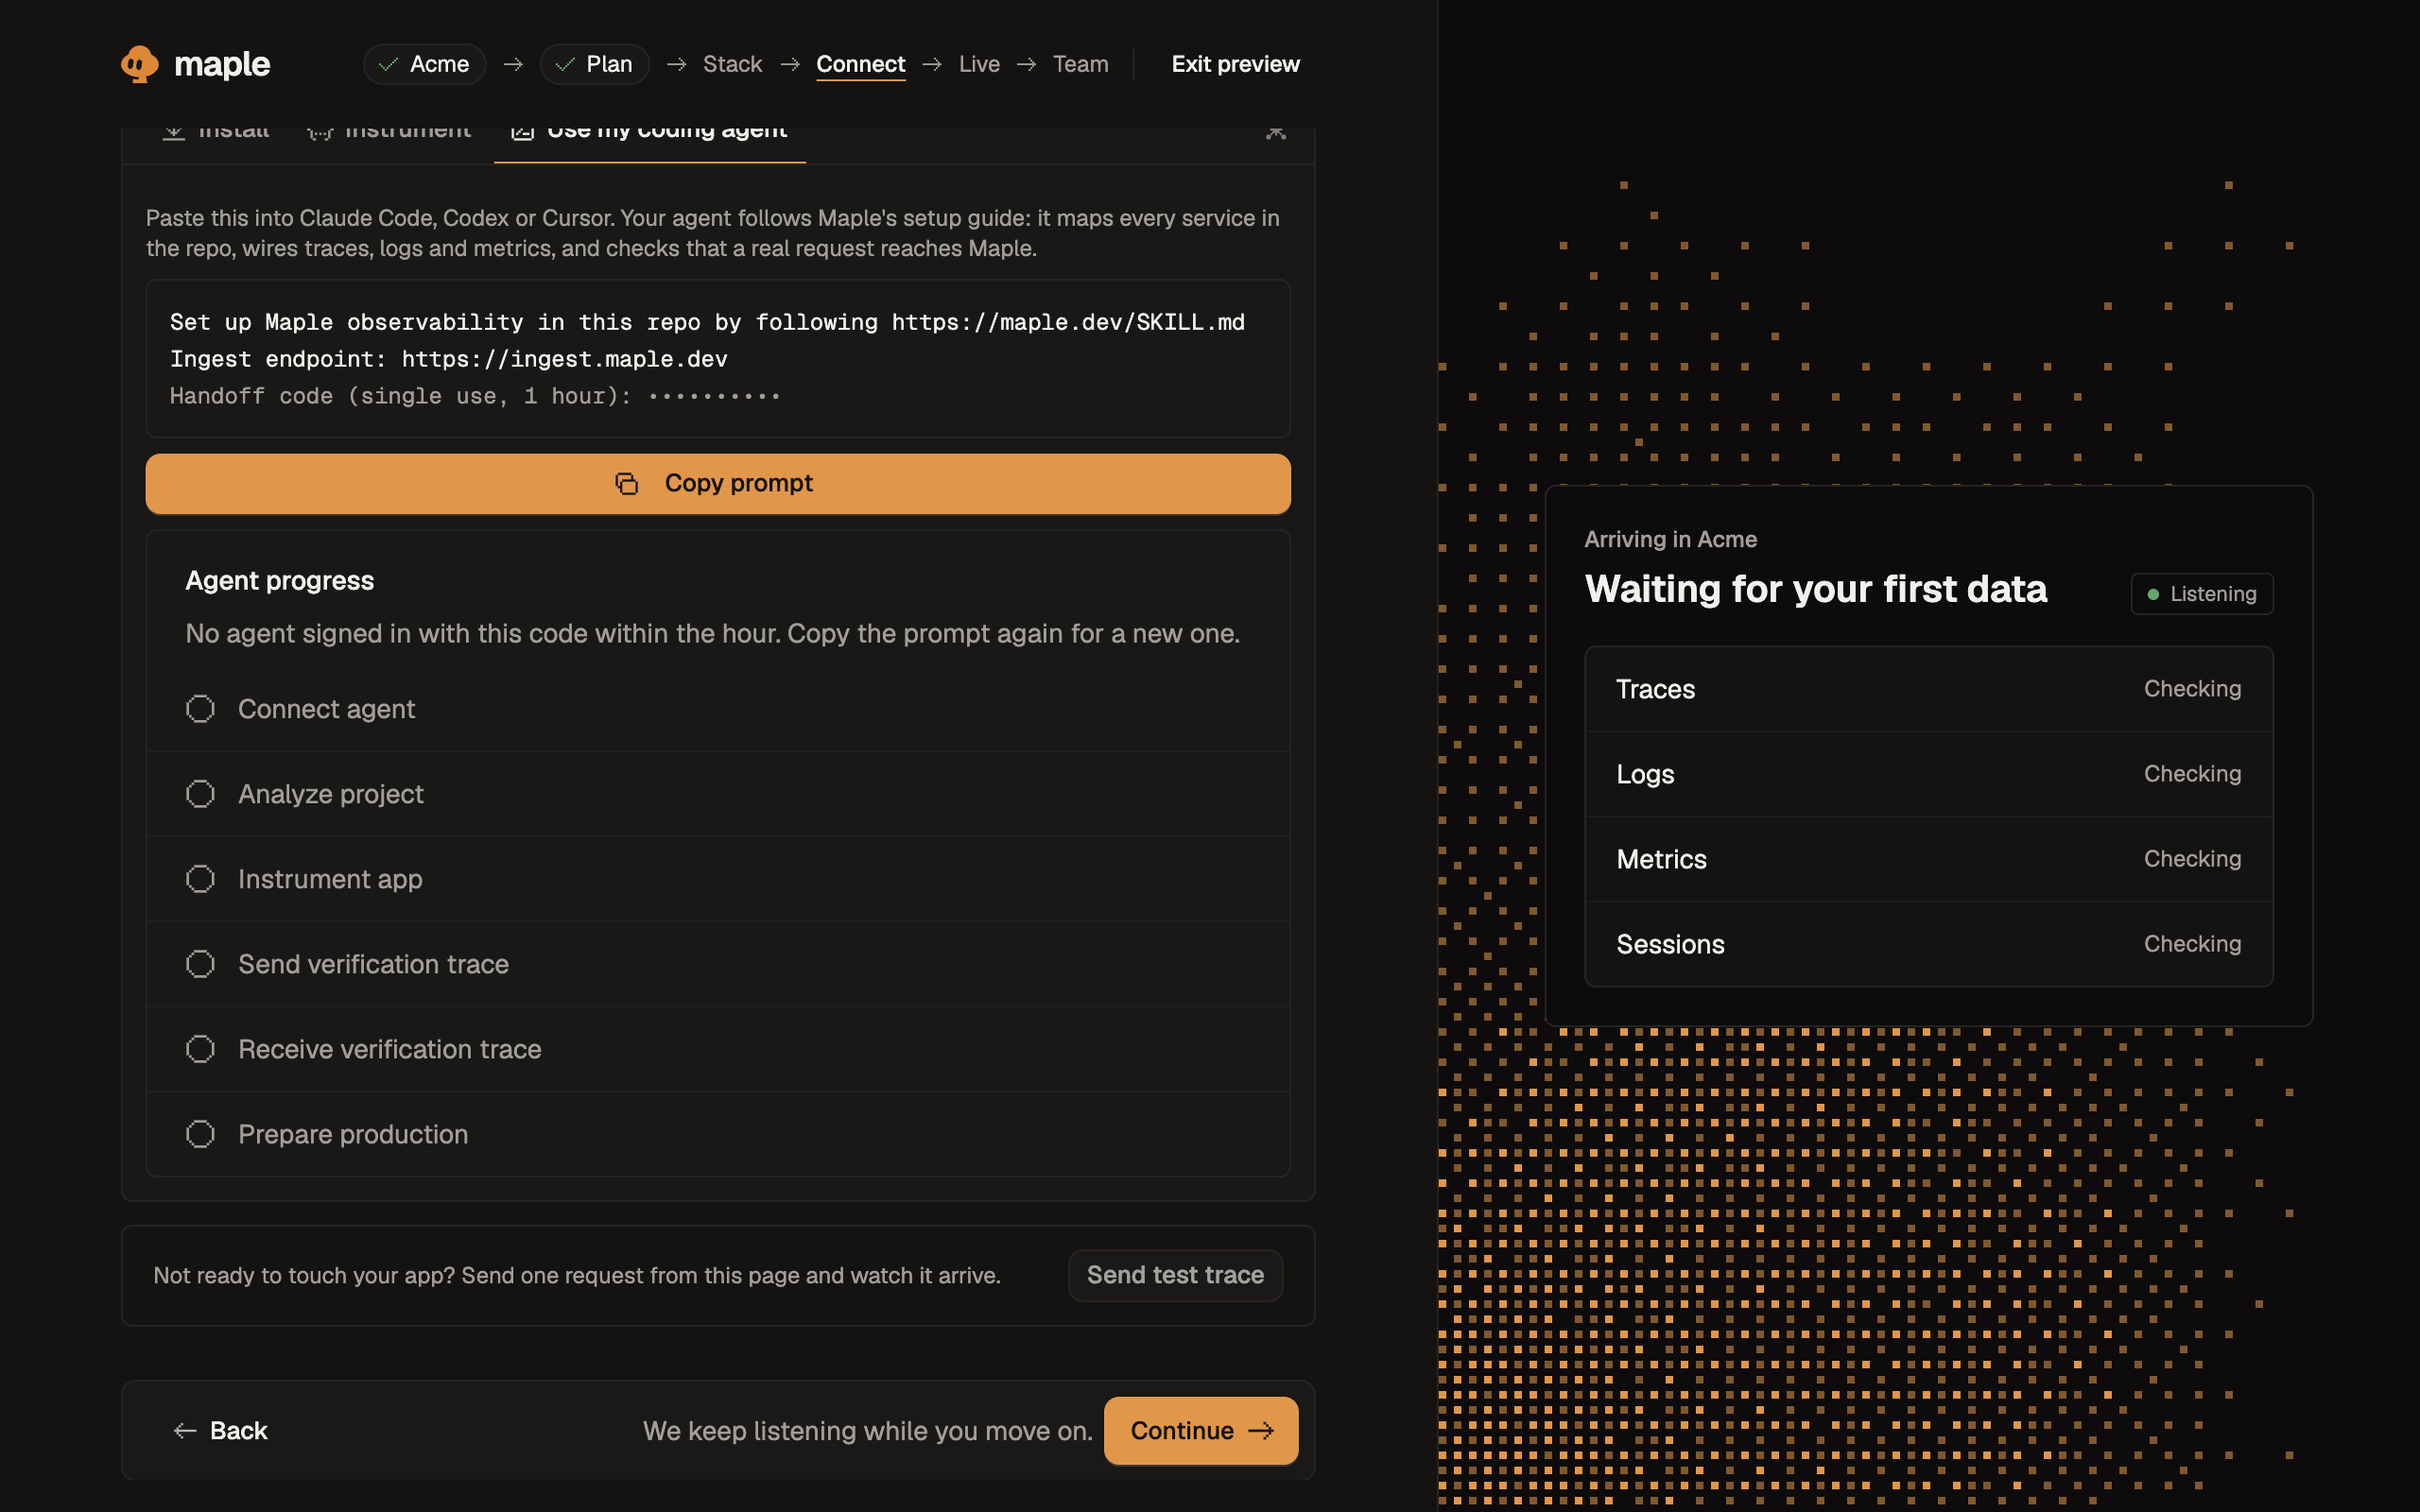 maple
Acme → Plan → Stack → Connect → Live → Team
Exit preview
Install
Instrument
Use my coding agent
Paste this into Claude Code, Codex or Cursor. Your agent follows Maple's setup guide: it maps every service in
the repo, wires traces, logs and metrics, and checks that a real request reaches Maple.
Set up Maple observability in this repo by following https://maple.dev/SKILL.md
Ingest endpoint: https://ingest.maple.dev
Handoff code (single use, 1 hour): ••••••••••
Copy prompt
Agent progress
No agent signed in with this code within the hour. Copy the prompt again for a new one.
Connect agent
Analyze project
Instrument app
Send verification trace
Receive verification trace
Prepare production
Not ready to touch your app? Send one request from this page and watch it arrive.
Send test trace
← Back
We keep listening while you move on.
Continue →
Arriving in Acme
Waiting for your first data
Listening
Traces Checking
Logs Checking
Metrics Checking
Sessions Checking